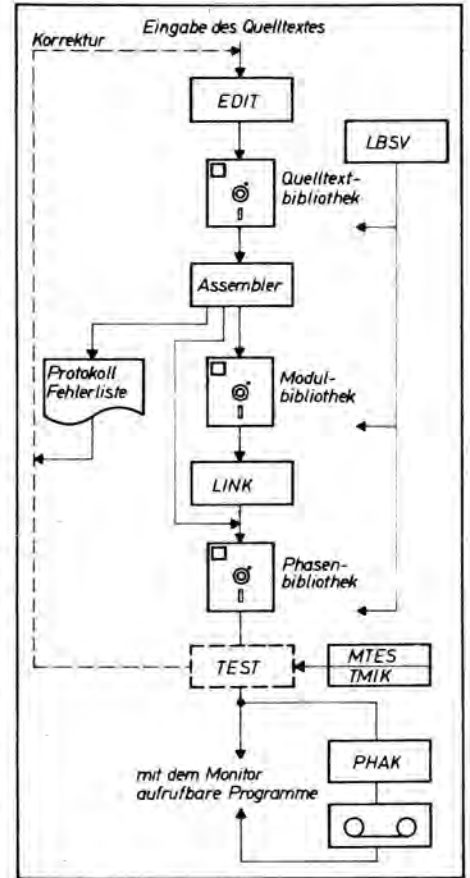 Eingabe des Quelltextes
Korrektur
EDIT
LBSV
Quelltext-
bibliothek
Assembler
Protokoll
Fehlerliste
Modul-
bibliothek
LINK
Phasen-
bibliothek
TEST
MTES
TMIK
PHAK
mit dem Monitor
aufrufbare Programme